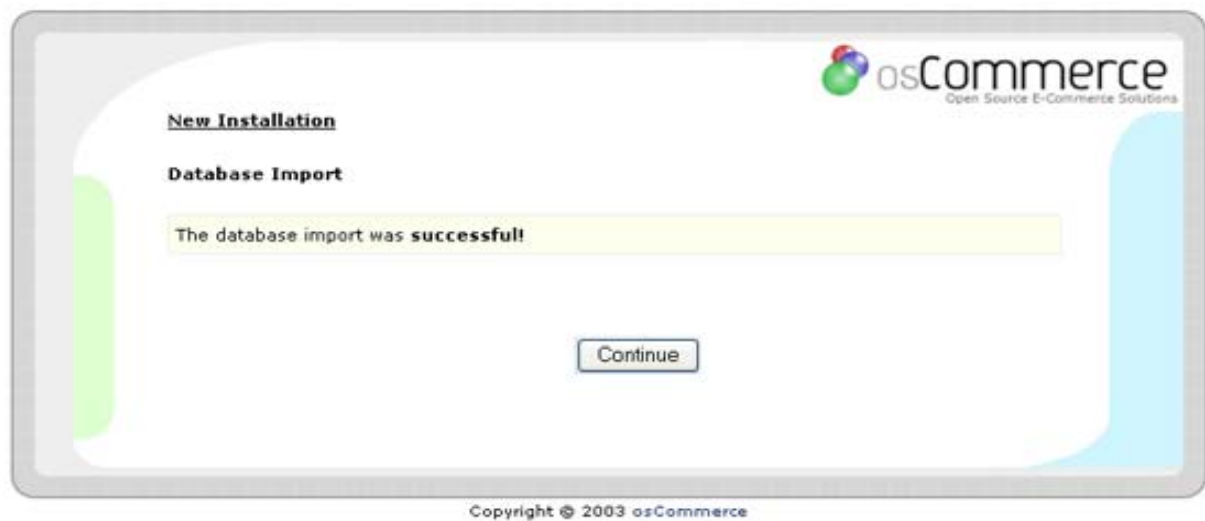 osCommerce
Open Source E-Commerce Solutions
New Installation
Database Import
The database import was successful!
Continue
Copyright © 2003 osCommerce